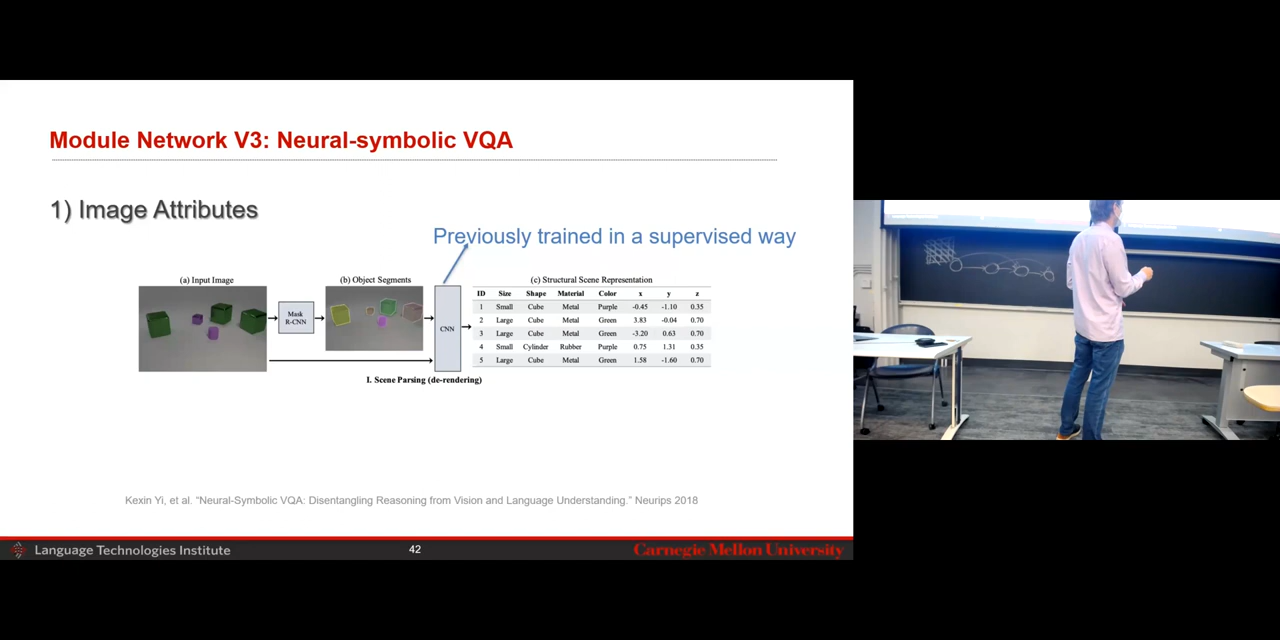 Module Network V3: Neural-symbolic VQA
1) Image Attributes
Previously trained in a supervised way
(a) Input Image
(b) Object Segments
(c) Structural Scene Representation
Mask
R-CNN
CNN
ID Size Shape Material Color x y z
1 Small Cube Metal Purple -0.45 -1.10 0.35
2 Large Cube Metal Green 3.83 -0.04 0.70
3 Large Cube Metal Green -3.20 0.63 0.70
4 Small Cylinder Rubber Purple 0.75 1.31 0.35
5 Large Cube Metal Green 1.58 -1.60 0.70
I. Scene Parsing (de-rendering)
Kexin Yi, et al. “Neural-Symbolic VQA: Disentangling Reasoning from Vision and Language Understanding.” Neurips 2018
Language Technologies Institute
42
Carnegie Mellon University